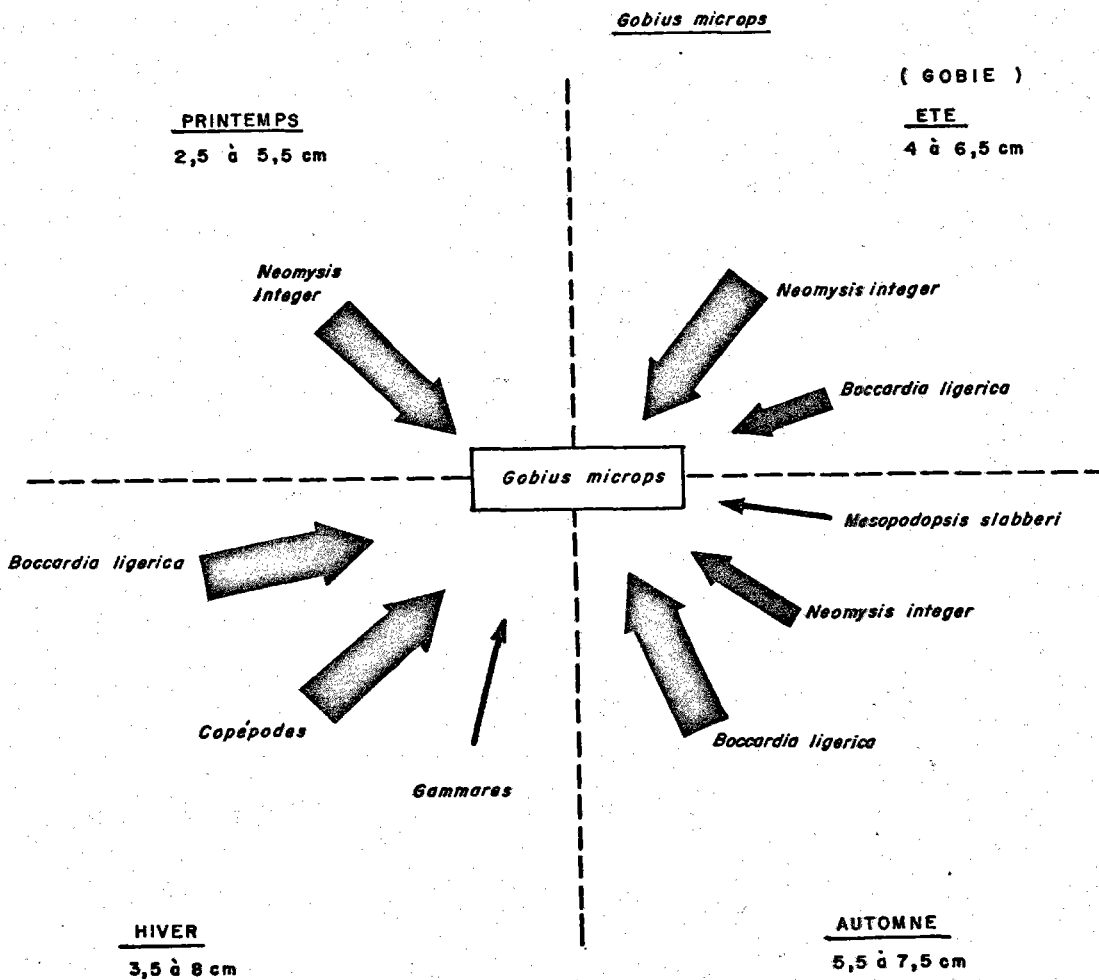 Gobius microps
( GOBIE )
PRINTEMPS
2,5 à 5,5 cm
ETE
4 à 6,5 cm
Neomysis
Integer
Neomysis integer
Boccardia ligerica
Gobius microps
Mesopodopsis slabberi
Boccardia ligerica
Neomysis integer
Copépodes
Boccardia ligerica
Gammares
HIVER
3,5 à 8 cm
AUTOMNE
5,5 à 7,5 cm